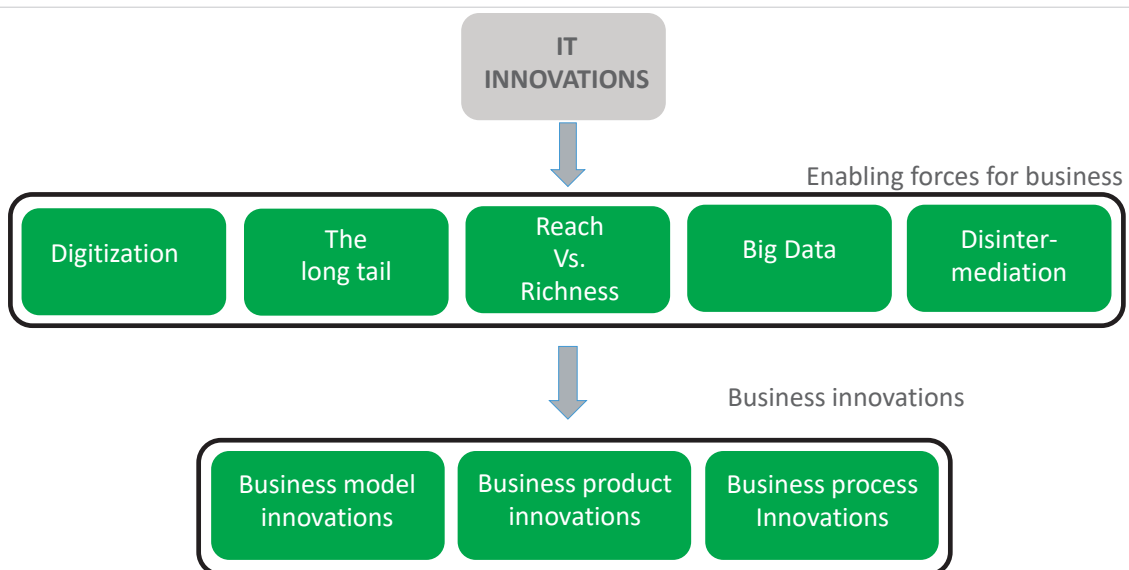 IT
INNOVATIONS
Enabling forces for business
Digitization
The
long tail
Reach
Vs.
Richness
Big Data
Disinter-
mediation
Business innovations
Business model
innovations
Business product
innovations
Business process
Innovations